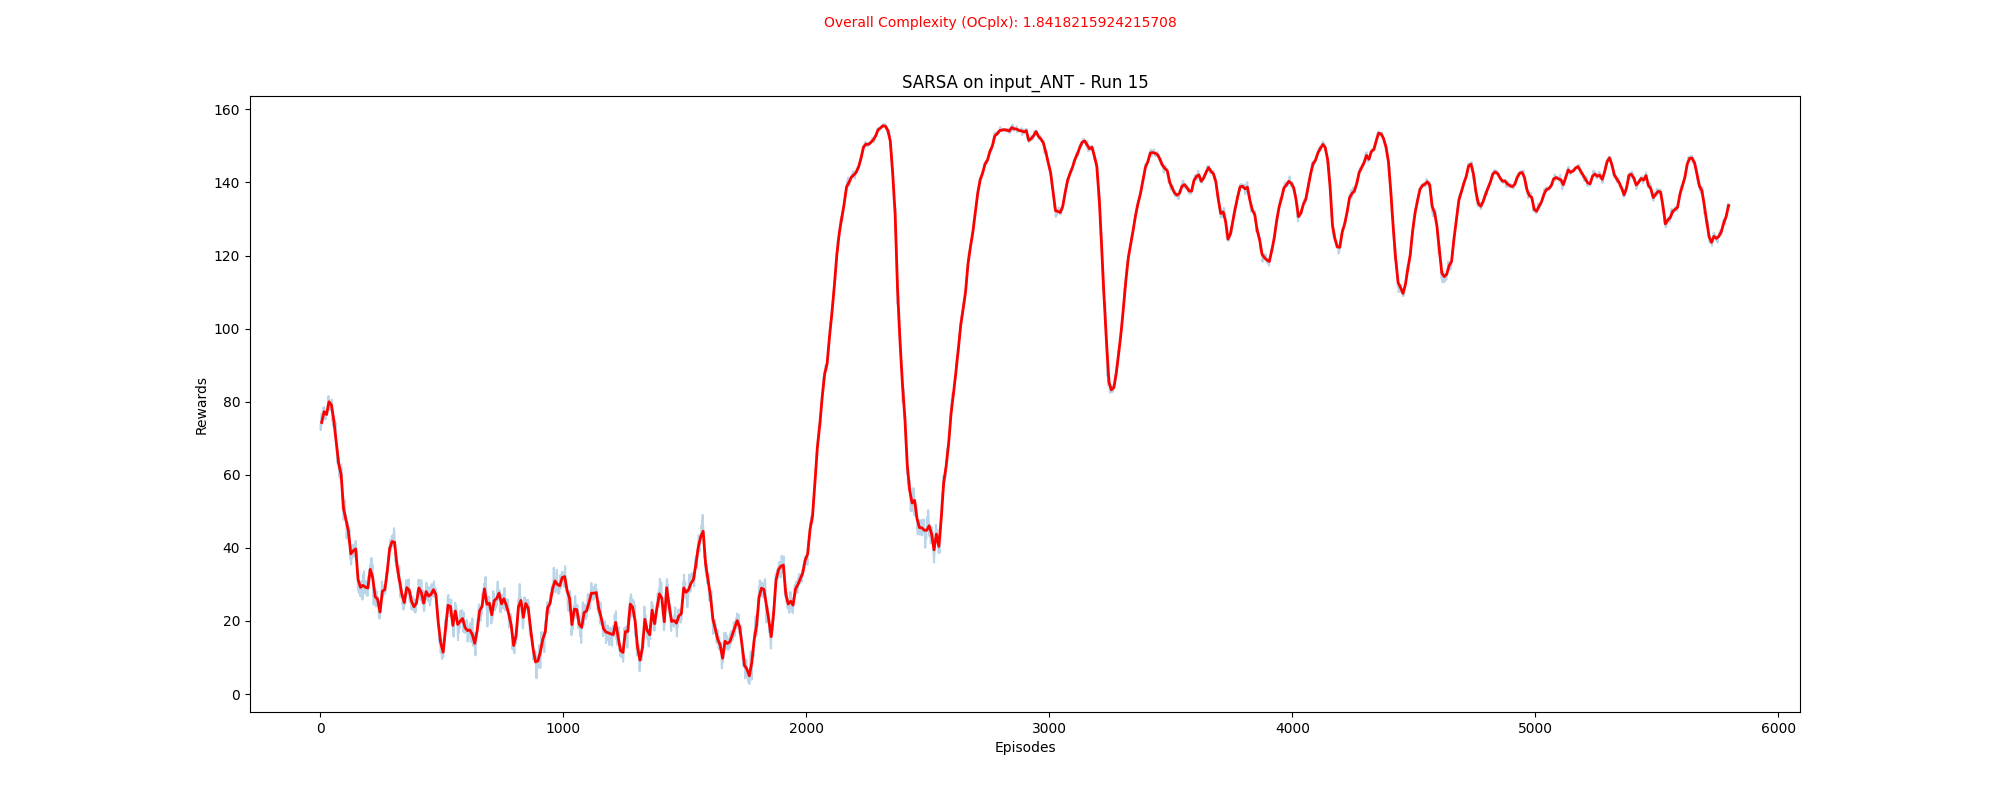 Overall Complexity (OCplx): 1.8418215924215708
SARSA on input_ANT - Run 15
160
140
120
100
80
60
40
20
0
Rewards
0 1000 2000 3000 4000 5000 6000
Episodes